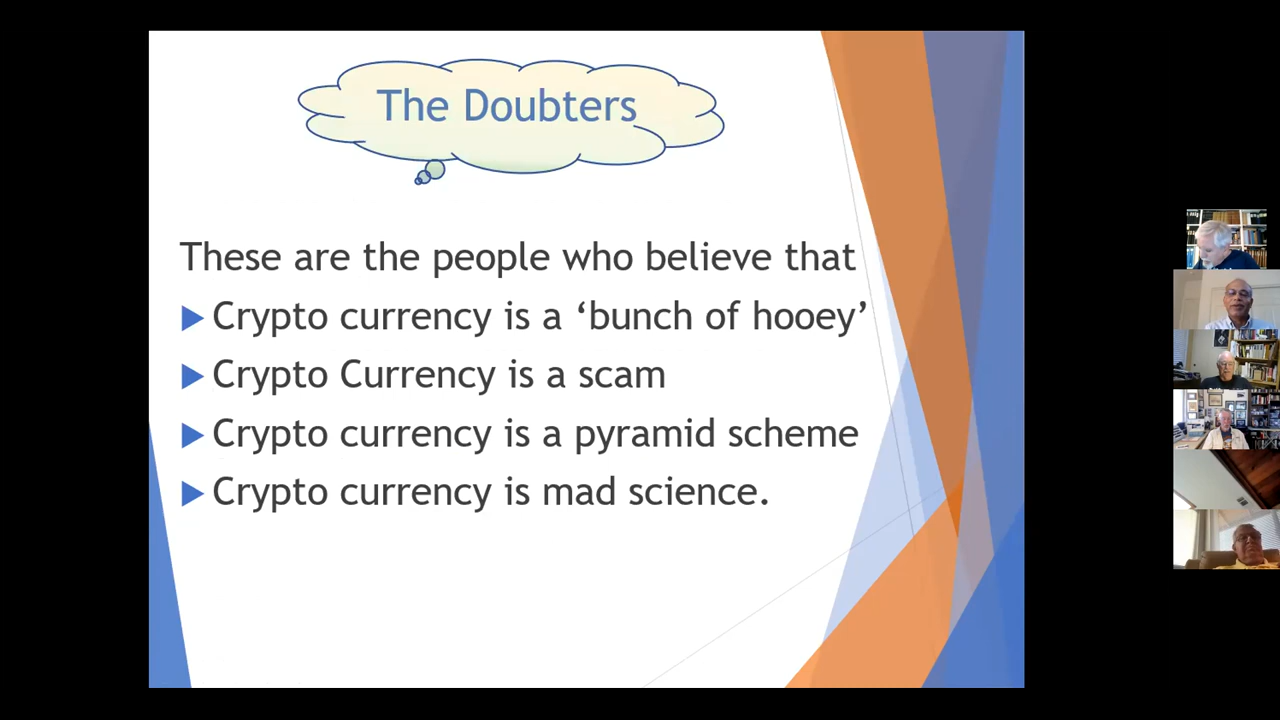 The Doubters
These are the people who believe that
Crypto currency is a ‘bunch of hooey’
Crypto Currency is a scam
Crypto currency is a pyramid scheme
Crypto currency is mad science.